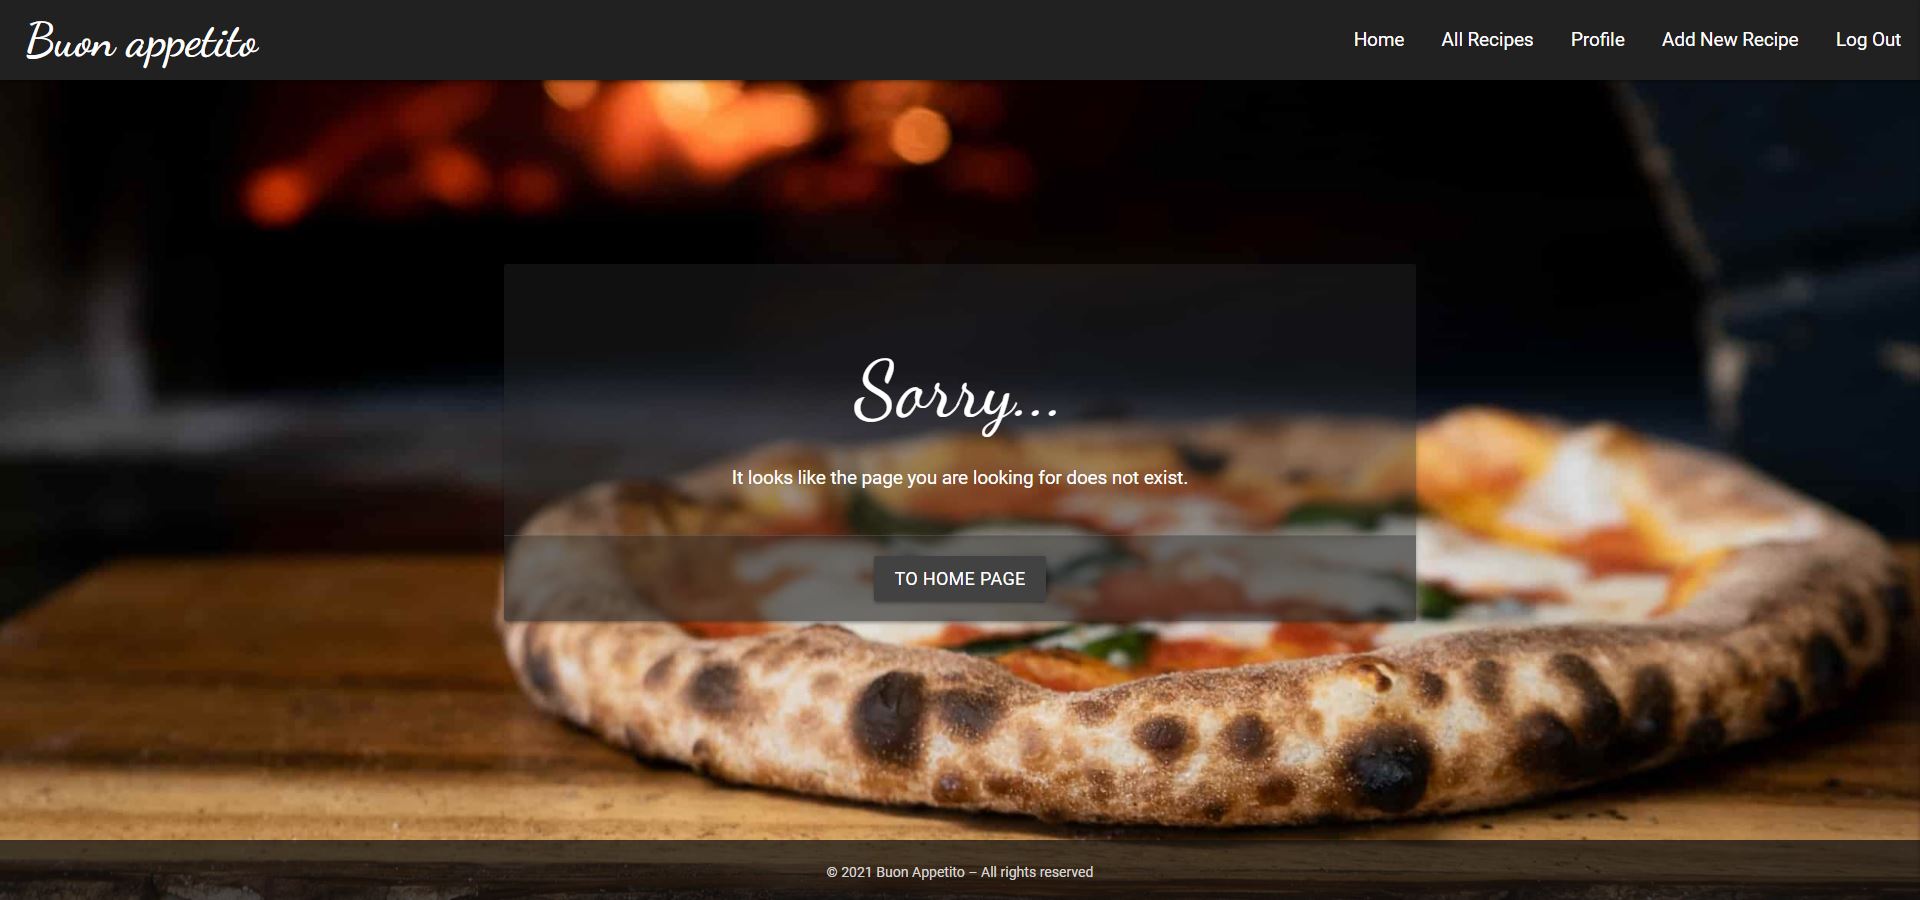 Buon appetito
Home All Recipes Profile Add New Recipe Log Out
Sorry...
It looks like the page you are looking for does not exist.
TO HOME PAGE
© 2021 Buon Appetito – All rights reserved